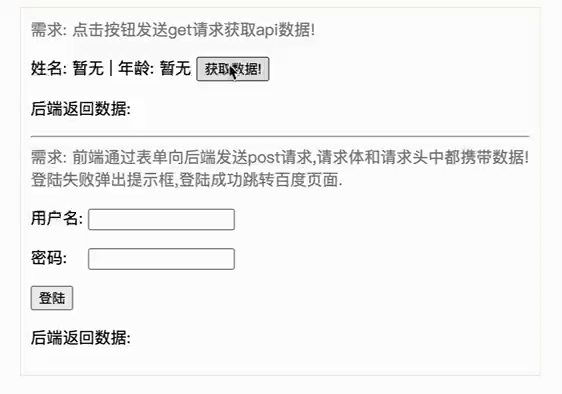 需求: 点击按钮发送get请求获取api数据!
姓名: 暂无 | 年龄: 暂无 获取数据!
后端返回数据:
需求: 前端通过表单向后端发送post请求,请求体和请求头中都携带数据!
登陆失败弹出提示框,登陆成功跳转百度页面.
用户名:
密码:
登陆
后端返回数据: